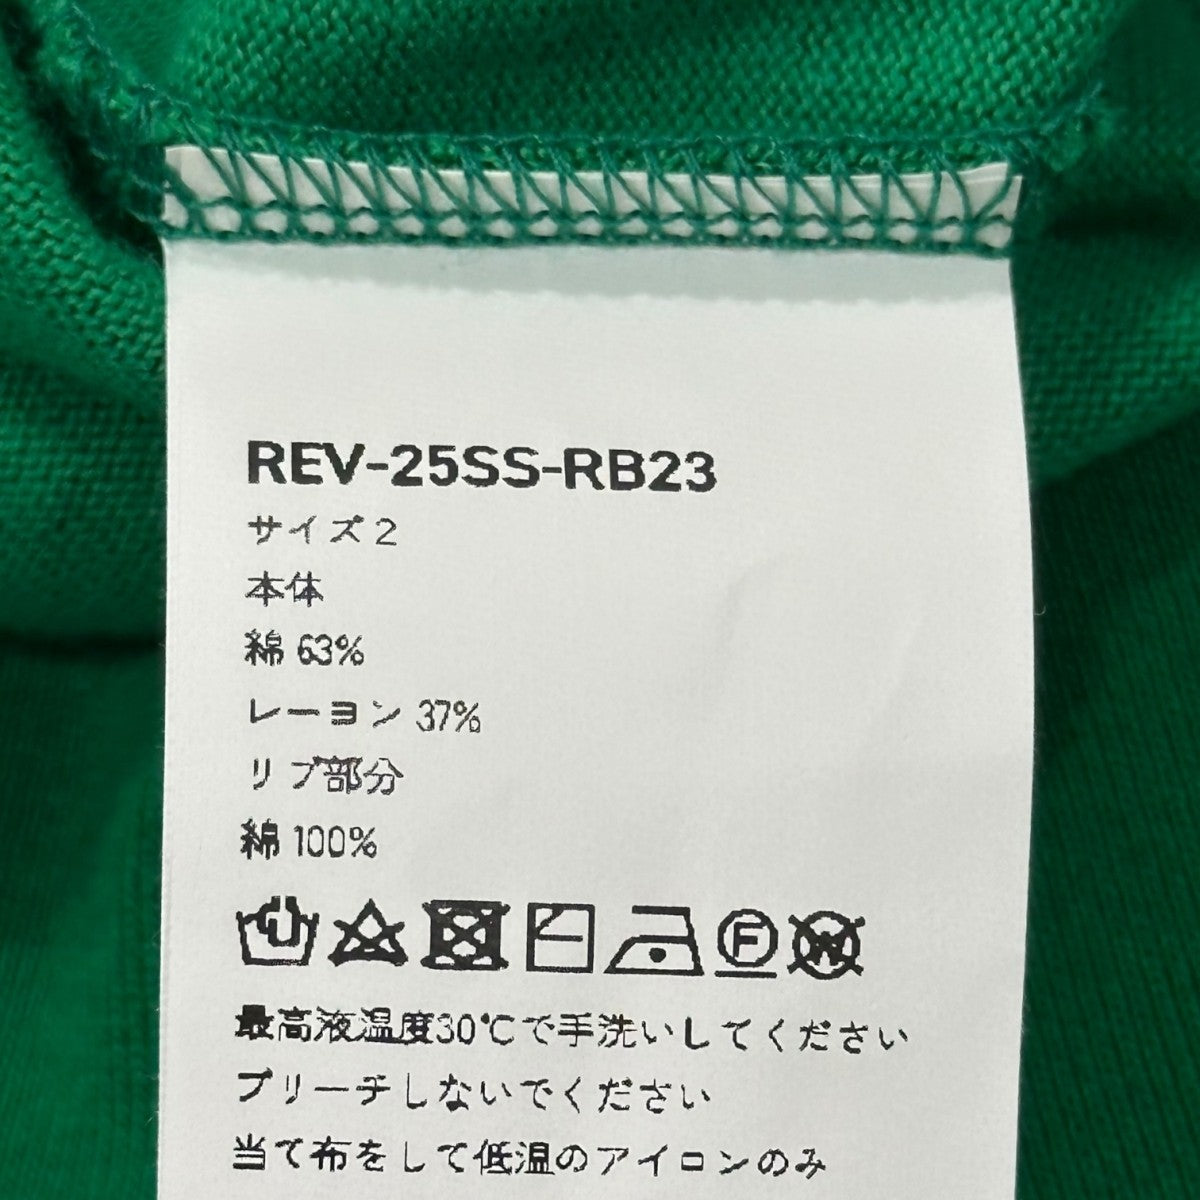 REV-25SS-RB23
サイズ2
本体
綿 63%
レーヨン 37%
リブ部分
綿 100%
F W
最高液温度30℃で手洗いしてください
ブリーチしないでください
当て布をして低温のアイロンのみ